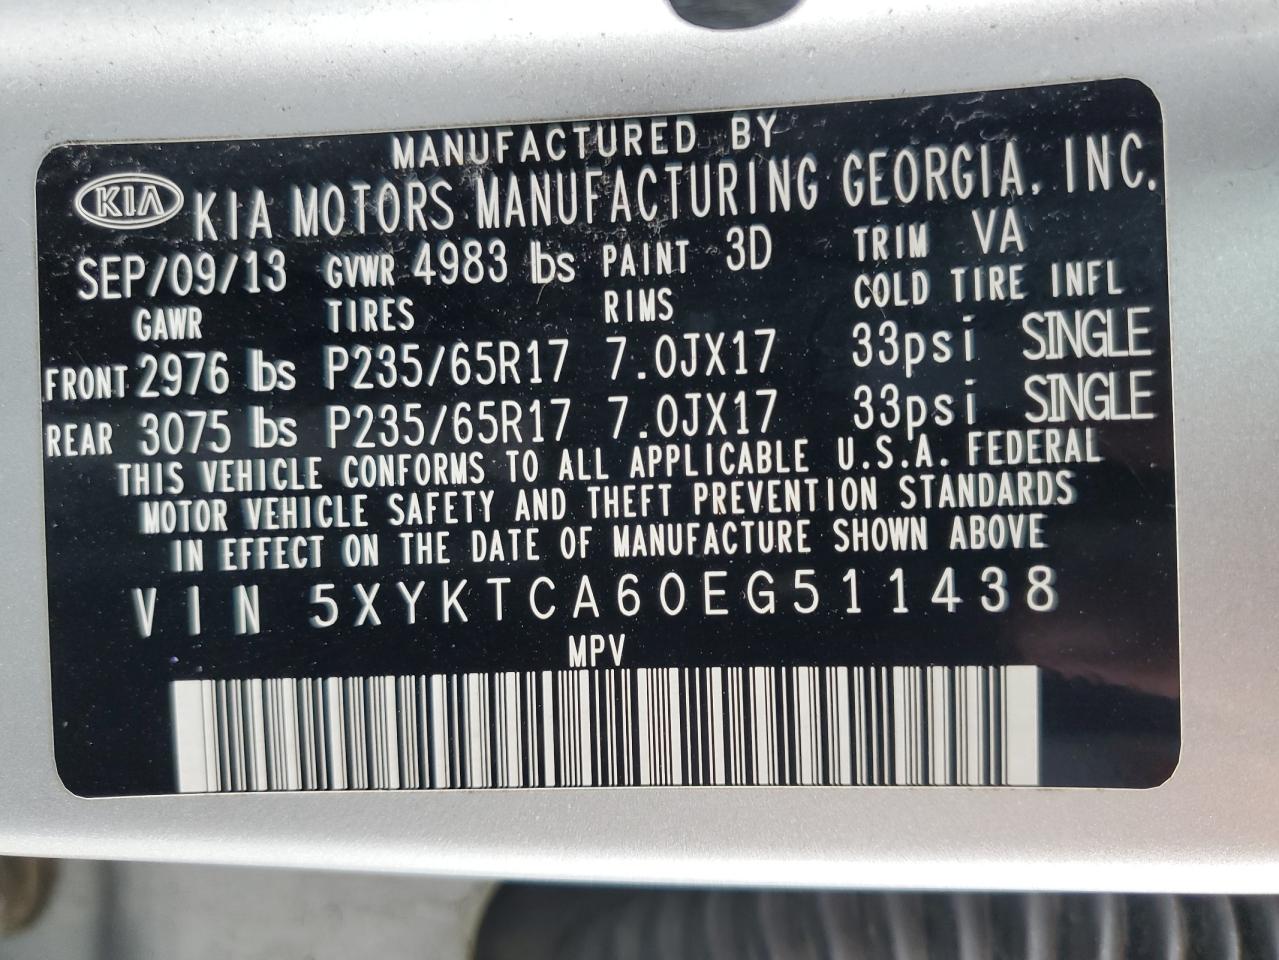 MANUFACTURED BY
KIA KIA MOTORS MANUFACTURING GEORGIA, INC.
SEP/09/13 GVWR 4983 lbs PAINT 3D TRIM VA
GAWR TIRES RIMS COLD TIRE INFL
FRONT 2976 lbs P235/65R17 7.0JX17 33psi SINGLE
REAR 3075 lbs P235/65R17 7.0JX17 33psi SINGLE
THIS VEHICLE CONFORMS TO ALL APPLICABLE U.S.A. FEDERAL
MOTOR VEHICLE SAFETY AND THEFT PREVENTION STANDARDS
IN EFFECT ON THE DATE OF MANUFACTURE SHOWN ABOVE
VIN 5XYKTCA60EG511438
MPV